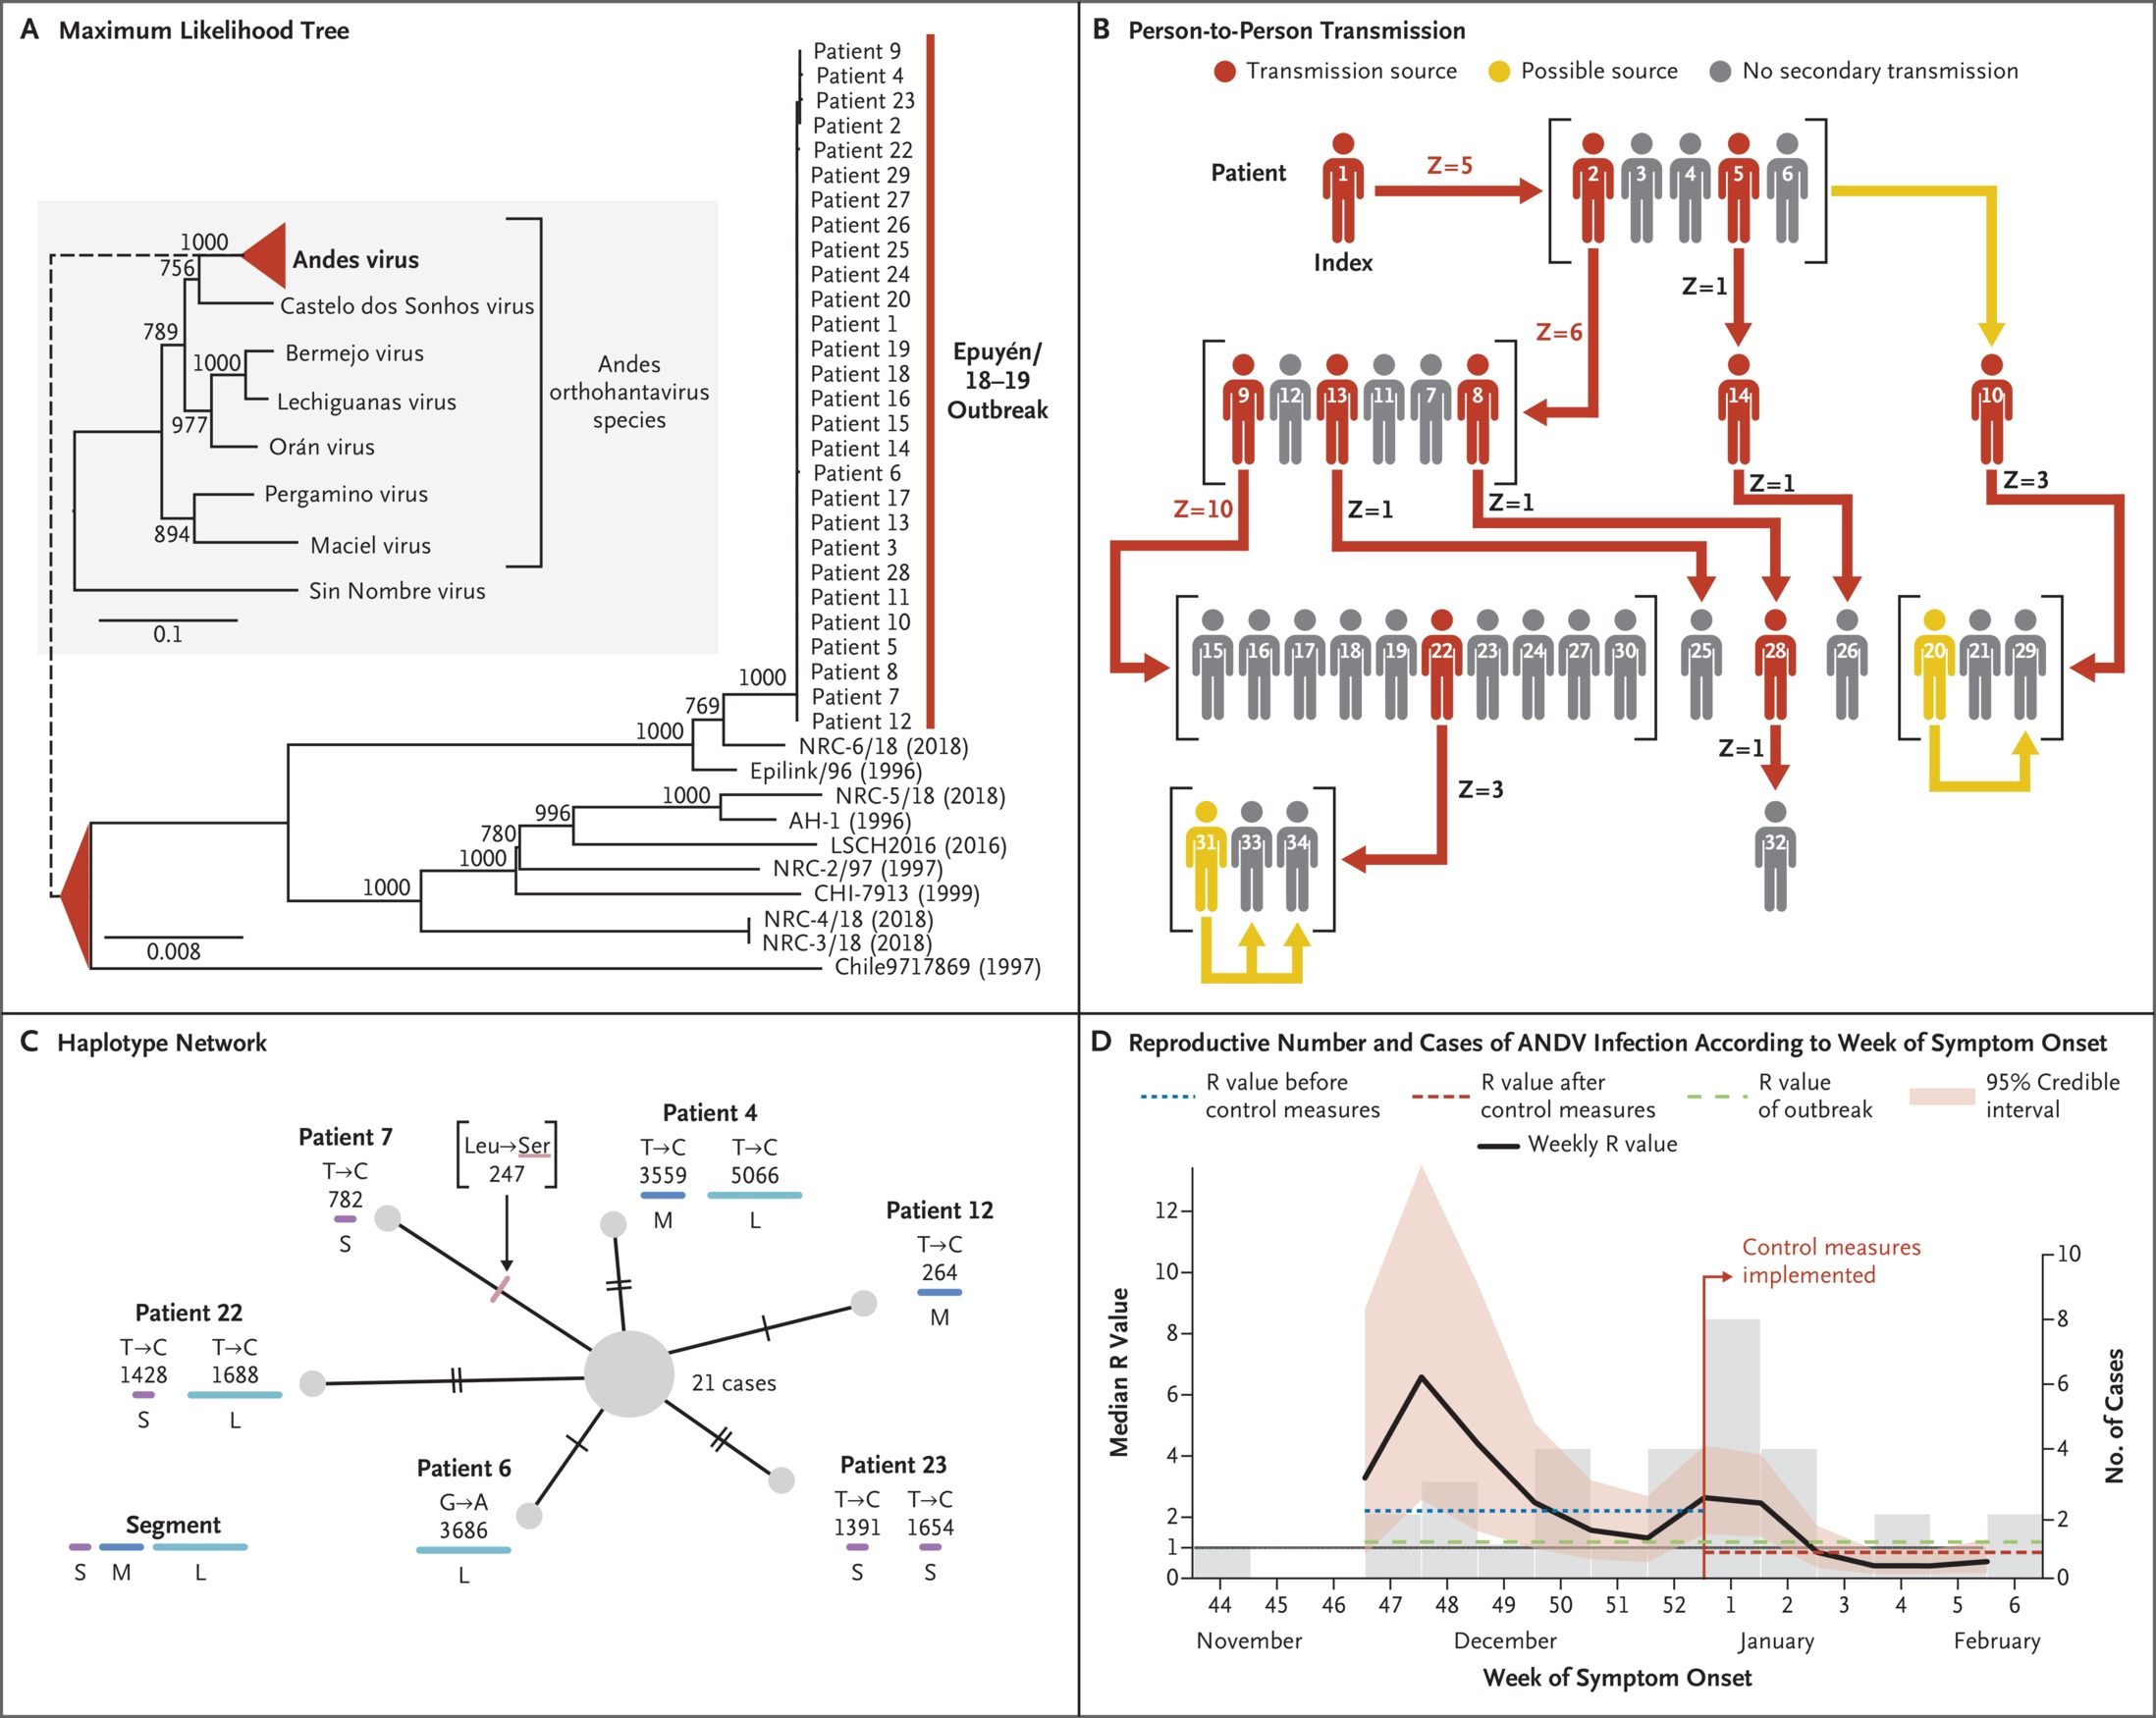 A Maximum Likelihood Tree
Patient 9
Patient 4
Patient 23
Patient 2
Patient 22
Patient 29
Patient 27
Patient 26
Patient 25
Patient 24
Patient 20
Patient 1
Patient 19
Patient 18
Patient 16
Patient 15
Patient 14
Patient 6
Patient 17
Patient 13
Patient 3
Patient 28
Patient 11
Patient 10
Patient 5
Patient 8
Patient 7
Patient 12
Epuyén/
18–19
Outbreak
1000
756
Andes virus
Castelo dos Sonhos virus
789
Bermejo virus
1000
Lechiguanas virus
977
Orán virus
Pergamino virus
894
Maciel virus
Sin Nombre virus
0.1
Andes
orthohantavirus
species
1000
769
1000
NRC-6/18 (2018)
Epilink/96 (1996)
1000
NRC-5/18 (2018)
996
AH-1 (1996)
780
LSCH2016 (2016)
1000
NRC-2/97 (1997)
1000
CHI-7913 (1999)
NRC-4/18 (2018)
NRC-3/18 (2018)
0.008
Chile9717869 (1997)
B Person-to-Person Transmission
Transmission source
Possible source
No secondary transmission
Patient
1
Index
Z=5
2 3 4 5 6
Z=6
Z=1
9 12 13 11 7 8
14
10
Z=10
Z=1
Z=1
Z=1
Z=3
15 16 17 18 19 22 23 24 27 30
25
28
26
20 21 29
Z=3
Z=1
31 33 34
32
C Haplotype Network
Patient 7
T→C
782
S
Leu→Ser
247
Patient 4
T→C T→C
3559 5066
M L
Patient 12
T→C
264
M
Patient 22
T→C T→C
1428 1688
S L
21 cases
Patient 6
G→A
3686
L
Patient 23
T→C T→C
1391 1654
S S
Segment
S M L
D Reproductive Number and Cases of ANDV Infection According to Week of Symptom Onset
R value before
control measures
R value after
control measures
R value
of outbreak
95% Credible
interval
Weekly R value
Median R Value
12
10
8
6
4
2
1
0
Control measures
implemented
10
8
6
4
2
0
No. of Cases
44 45 46 47 48 49 50 51 52 1 2 3 4 5 6
November December January February
Week of Symptom Onset